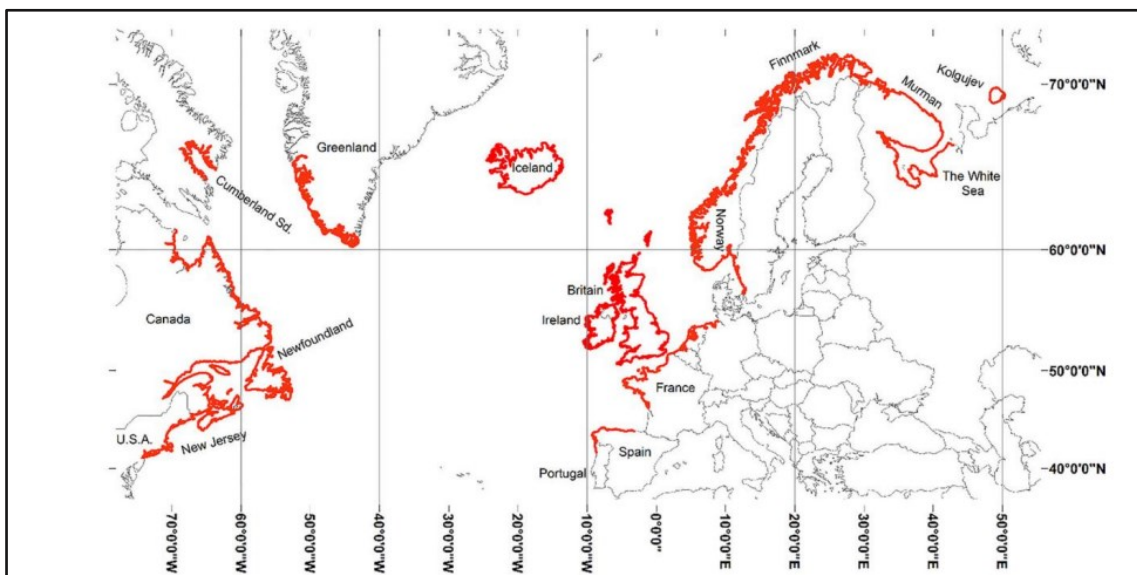 Finnmark
Murman
Kolgujev
70°0'0"N
Greenland
Iceland
Cumberland Sd.
The White
Sea
Norway
60°0'0"N
Britain
Ireland
Canada
Newfoundland
50°0'0"N
France
U.S.A.
New Jersey
Spain
Portugal
40°0'0"N
70°0'0"W
60°0'0"W
50°0'0"W
40°0'0"W
30°0'0"W
20°0'0"W
10°0'0"W
0°0'0"
10°0'0"E
20°0'0"E
30°0'0"E
40°0'0"E
50°0'0"E